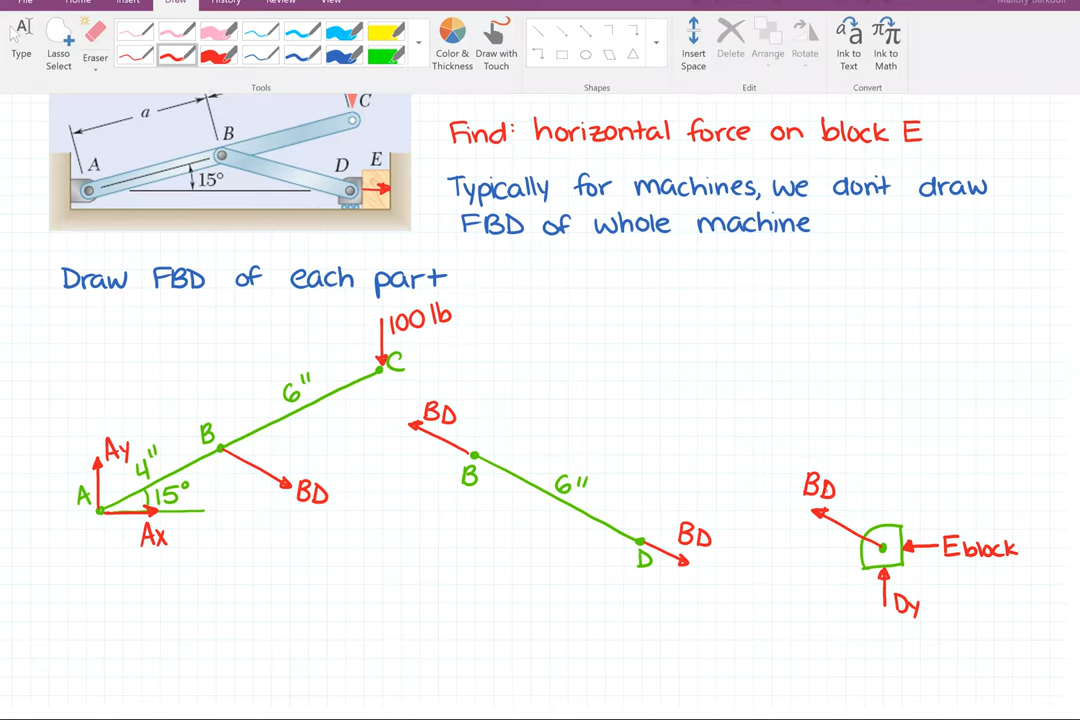 File Home Insert Draw History Review View
Type
Lasso Select
Eraser
Color & Thickness
Draw with Touch
Insert Space
Delete
Arrange
Rotate
Ink to Text
Ink to Math
Tools
Shapes
Edit
Convert
a
C
B
A
D
E
15°
Find: horizontal force on block E
Typically for machines, we don't draw
FBD of whole machine
Draw FBD of each part
100 lb
C
6"
B
4"
Ay
A
15°
Ax
BD
BD
B
6"
BD
D
BD
Eblock
Dy